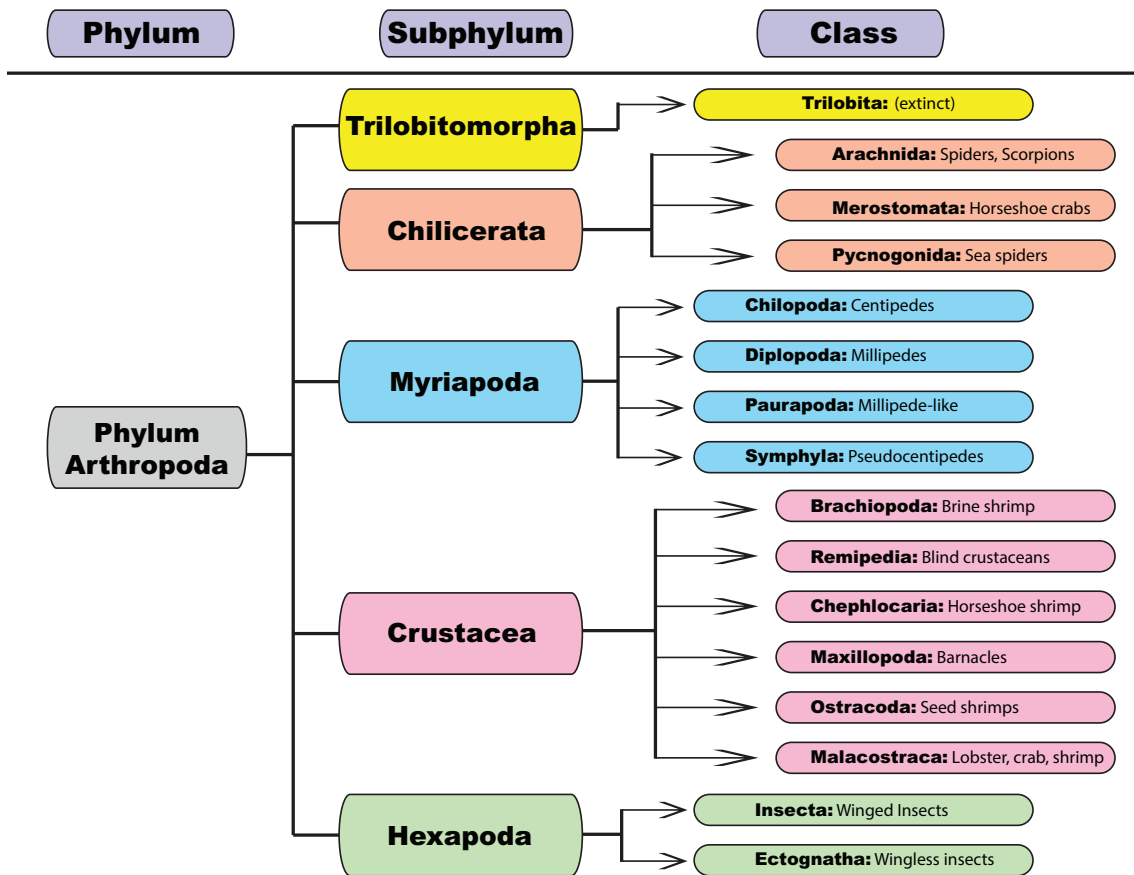 Phylum
Subphylum
Class
Trilobitomorpha
Trilobita: (extinct)
Arachnida: Spiders, Scorpions
Chilicerata
Merostomata: Horseshoe crabs
Pycnogonida: Sea spiders
Chilopoda: Centipedes
Myriapoda
Diplopoda: Millipedes
Paurapoda: Millipede-like
Symphyla: Pseudocentipedes
Phylum
Arthropoda
Brachiopoda: Brine shrimp
Remipedia: Blind crustaceans
Crustacea
Chephlocaria: Horseshoe shrimp
Maxillopoda: Barnacles
Ostracoda: Seed shrimps
Malacostraca: Lobster, crab, shrimp
Hexapoda
Insecta: Winged Insects
Ectognatha: Wingless insects